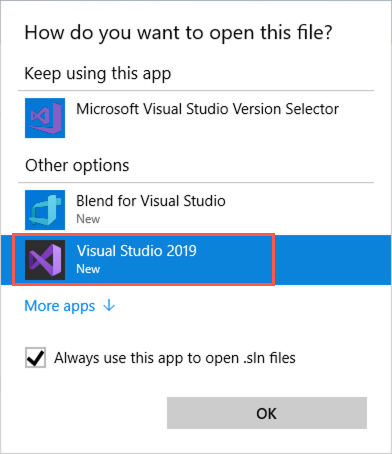 How do you want to open this file?
Keep using this app
Microsoft Visual Studio Version Selector
Other options
Blend for Visual Studio
New
Visual Studio 2019
New
More apps ↓
Always use this app to open .sln files
OK